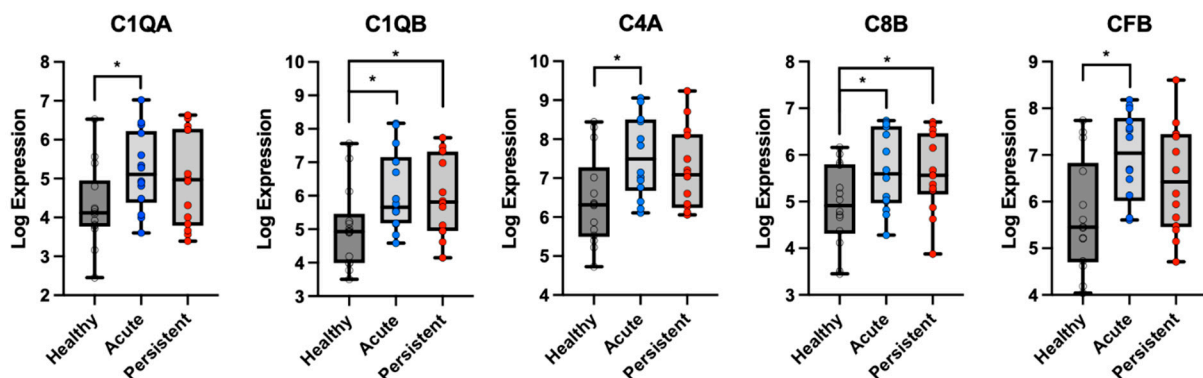 C1QA
Log Expression
8
7
6
5
4
3
2
*
Healthy
Acute
Persistent
C1QB
Log Expression
10
9
8
7
6
5
4
3
*
*
Healthy
Acute
Persistent
C4A
Log Expression
10
9
8
7
6
5
4
*
Healthy
Acute
Persistent
C8B
Log Expression
8
7
6
5
4
3
*
*
Healthy
Acute
Persistent
CFB
Log Expression
9
8
7
6
5
4
*
Healthy
Acute
Persistent